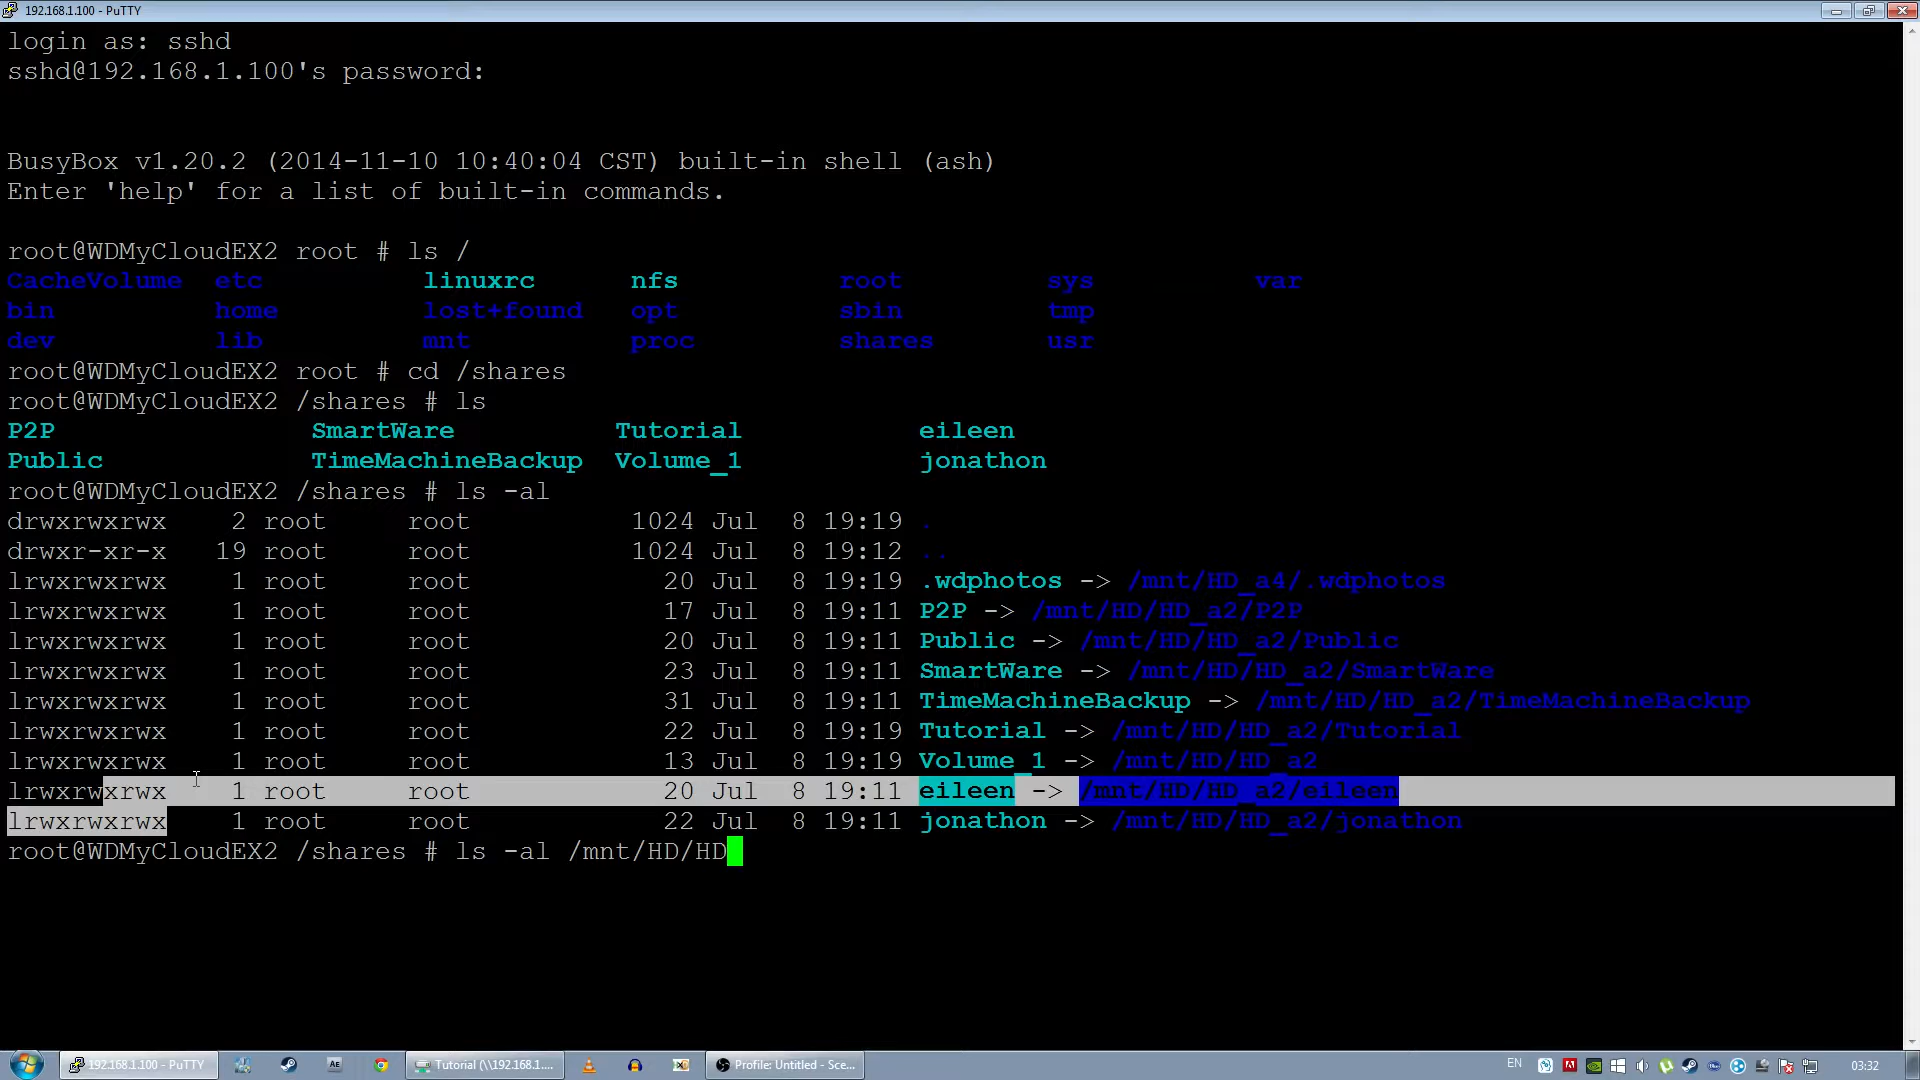 192.168.1.100 - PuTTY
login as: sshd
sshd@192.168.1.100's password:
BusyBox v1.20.2 (2014-11-10 10:40:04 CST) built-in shell (ash)
Enter 'help' for a list of built-in commands.
root@WDMyCloudEX2 root # ls /
CacheVolume etc linuxrc nfs root sys var
bin home lost+found opt sbin tmp
dev lib mnt proc shares usr
root@WDMyCloudEX2 root # cd /shares
root@WDMyCloudEX2 /shares # ls
P2P SmartWare Tutorial eileen
Public TimeMachineBackup Volume_1 jonathon
root@WDMyCloudEX2 /shares # ls -al
drwxrwxrwx 2 root root 1024 Jul 8 19:19 .
drwxr-xr-x 19 root root 1024 Jul 8 19:12 ..
lrwxrwxrwx 1 root root 20 Jul 8 19:19 .wdphotos -> /mnt/HD_a4/.wdphotos
lrwxrwxrwx 1 root root 17 Jul 8 19:11 P2P -> /mnt/HD/HD_a2/P2P
lrwxrwxrwx 1 root root 20 Jul 8 19:11 Public -> /mnt/HD/HD_a2/Public
lrwxrwxrwx 1 root root 23 Jul 8 19:11 SmartWare -> /mnt/HD/HD_a2/SmartWare
lrwxrwxrwx 1 root root 31 Jul 8 19:11 TimeMachineBackup -> /mnt/HD/HD_a2/TimeMachineBackup
lrwxrwxrwx 1 root root 22 Jul 8 19:19 Tutorial -> /mnt/HD/HD_a2/Tutorial
lrwxrwxrwx 1 root root 13 Jul 8 19:19 Volume_1 -> /mnt/HD/HD_a2
lrwxrwxrwx 1 root root 20 Jul 8 19:11 eileen -> /mnt/HD/HD_a2/eileen
lrwxrwxrwx 1 root root 22 Jul 8 19:11 jonathon -> /mnt/HD/HD_a2/jonathon
root@WDMyCloudEX2 /shares # ls -al /mnt/HD/HD
192.168.1.100 - PuTTY AE Tutorial (\\192.168.1.... Profile: Untitled - Sce... EN 03:32